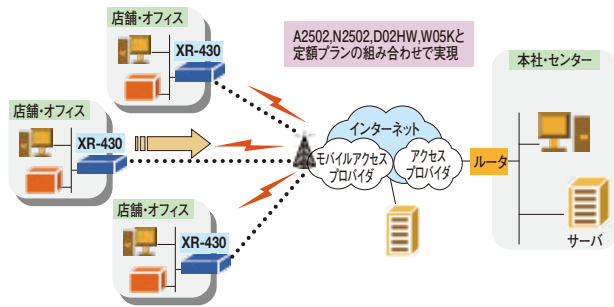 店舗・オフィス
XR-430
A2502,N2502,D02HW,W05Kと
定額プランの組み合わせで実現
本社・センター
店舗・オフィス
XR-430
インターネット
モバイルアクセス
プロバイダ
アクセス
プロバイダ
ルータ
店舗・オフィス
XR-430
サーバ